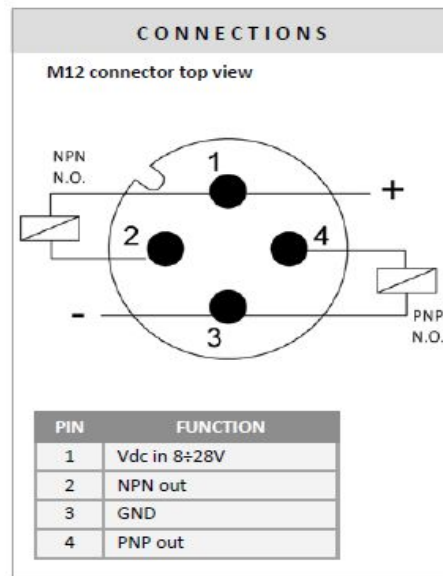 CONNECTIONS
M12 connector top view
NPN
N.O.
1
+
2
4
-
3
PNP
N.O.
PIN FUNCTION
1 Vdc in 8÷28V
2 NPN out
3 GND
4 PNP out